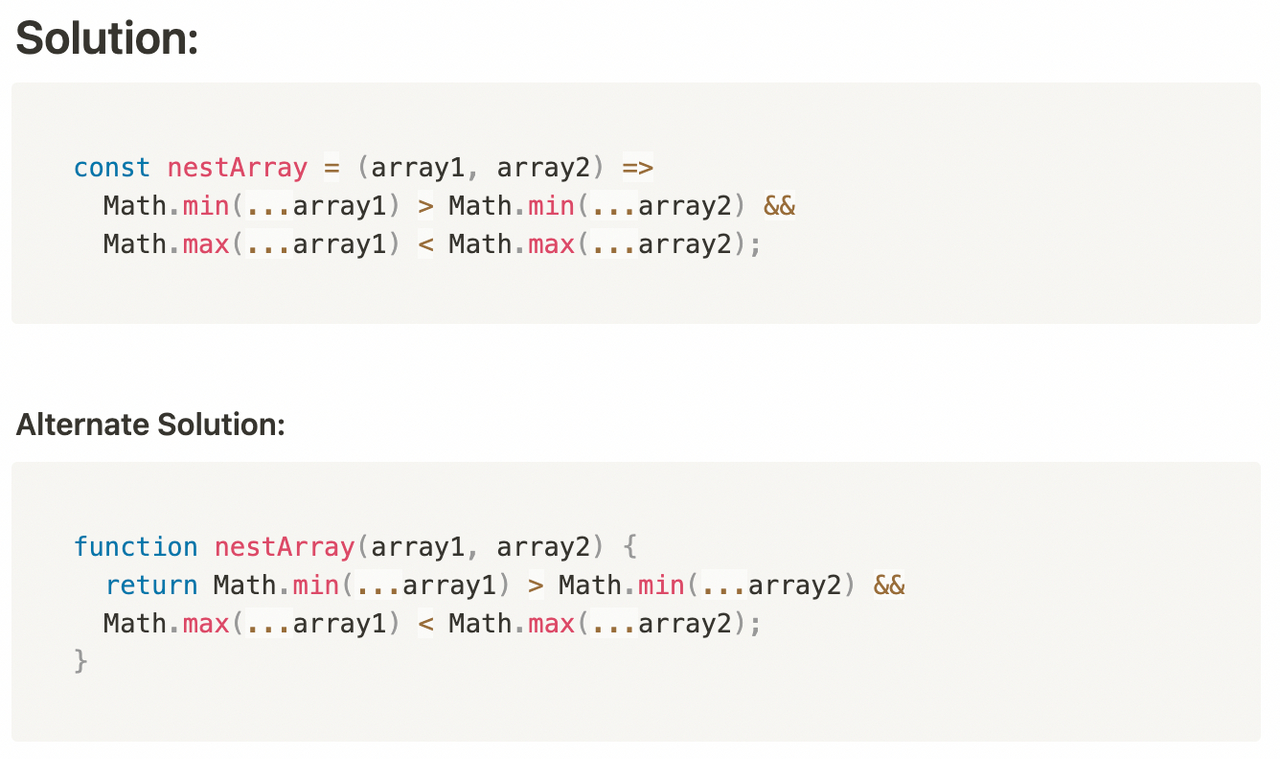 Solution:
const nestArray = (array1, array2) =>
  Math.min(...array1) > Math.min(...array2) &&
  Math.max(...array1) < Math.max(...array2);
Alternate Solution:
function nestArray(array1, array2) {
  return Math.min(...array1) > Math.min(...array2) &&
  Math.max(...array1) < Math.max(...array2);
}